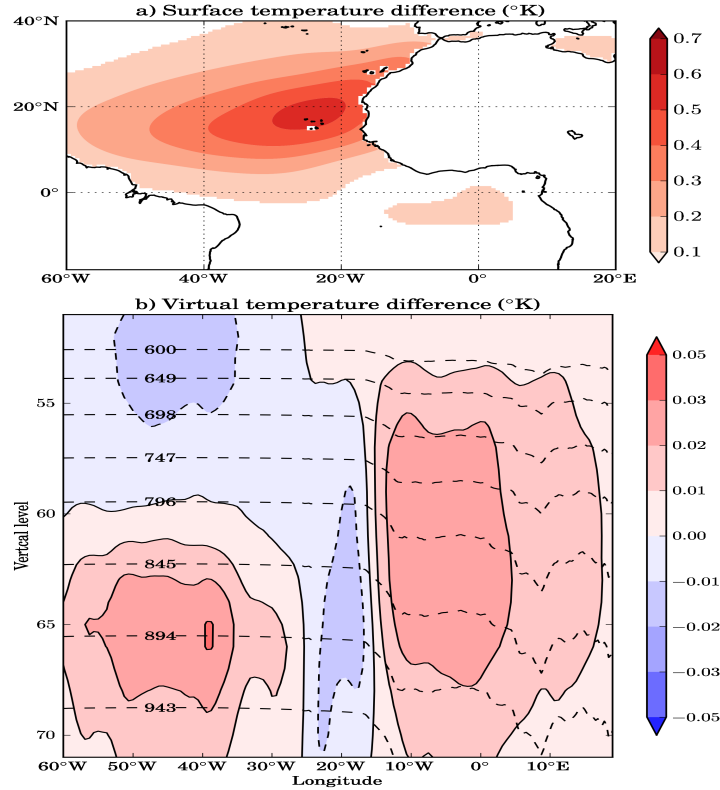 a) Surface temperature difference (°K)
40°N
20°N
0°
60°W
40°W
20°W
0°
20°E
0.7
0.6
0.5
0.4
0.3
0.2
0.1
b) Virtual temperature difference (°K)
600
649
698
747
796
845
894
943
55
60
65
70
Vertcal level
60°W
50°W
40°W
30°W
20°W
10°W
0°
10°E
Longitude
0.05
0.03
0.02
0.01
0.00
−0.01
−0.02
−0.03
−0.05